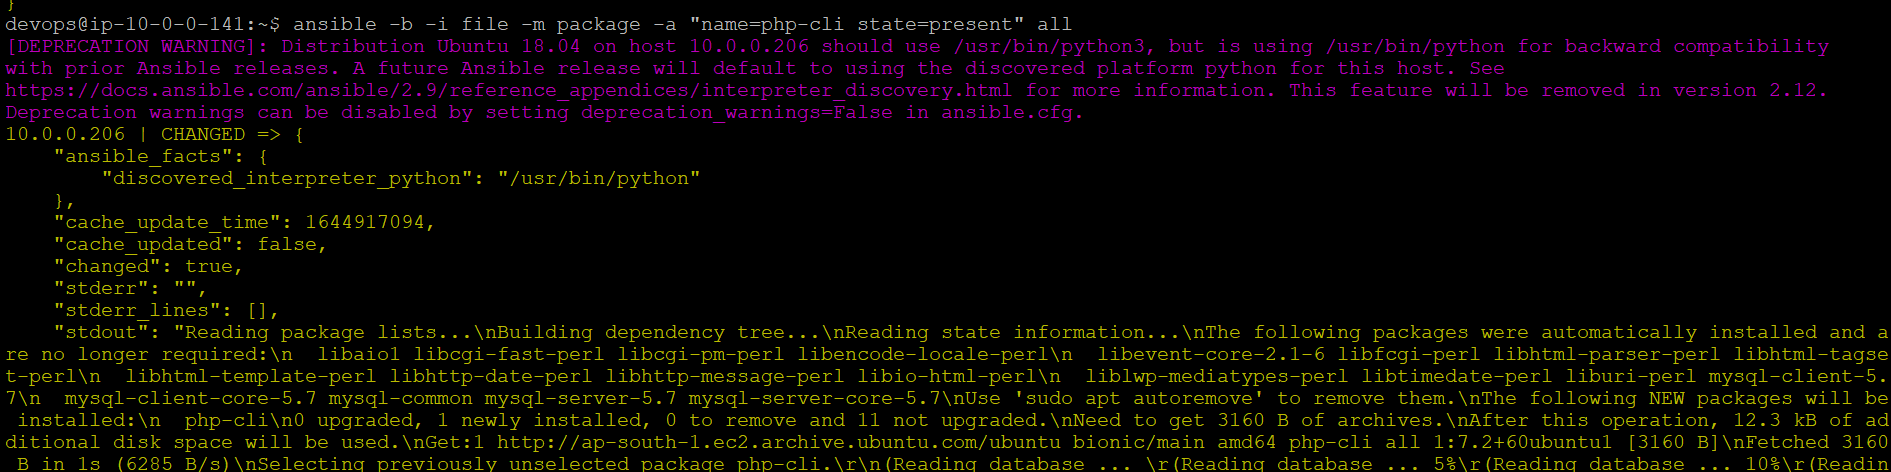 }
devops@ip-10-0-0-141:~$ ansible -b -i file -m package -a "name=php-cli state=present" all
[DEPRECATION WARNING]: Distribution Ubuntu 18.04 on host 10.0.0.206 should use /usr/bin/python3, but is using /usr/bin/python for backward compatibility
with prior Ansible releases. A future Ansible release will default to using the discovered platform python for this host. See
https://docs.ansible.com/ansible/2.9/reference_appendices/interpreter_discovery.html for more information. This feature will be removed in version 2.12.
Deprecation warnings can be disabled by setting deprecation_warnings=False in ansible.cfg.
10.0.0.206 | CHANGED => {
    "ansible_facts": {
        "discovered_interpreter_python": "/usr/bin/python"
    },
    "cache_update_time": 1644917094,
    "cache_updated": false,
    "changed": true,
    "stderr": "",
    "stderr_lines": [],
    "stdout": "Reading package lists...\nBuilding dependency tree...\nReading state information...\nThe following packages were automatically installed and a
re no longer required:\n  libaio1 libcgi-fast-perl libcgi-pm-perl libencode-locale-perl\n  libevent-core-2.1-6 libfcgi-perl libhtml-parser-perl libhtml-tagse
t-perl\n  libhtml-template-perl libhttp-date-perl libhttp-message-perl libio-html-perl\n  liblwp-mediatypes-perl libtimedate-perl liburi-perl mysql-client-5.
7\n  mysql-client-core-5.7 mysql-common mysql-server-5.7 mysql-server-core-5.7\nUse 'sudo apt autoremove' to remove them.\nThe following NEW packages will be
 installed:\n  php-cli\n0 upgraded, 1 newly installed, 0 to remove and 11 not upgraded.\nNeed to get 3160 B of archives.\nAfter this operation, 12.3 kB of ad
ditional disk space will be used.\nGet:1 http://ap-south-1.ec2.archive.ubuntu.com/ubuntu bionic/main amd64 php-cli all 1:7.2+60ubuntu1 [3160 B]\nFetched 3160
 B in 1s (6285 B/s)\nSelecting previously unselected package php-cli.\r\n(Reading database ... \r(Reading database ... 5%\r(Reading database ... 10%\r(Readin